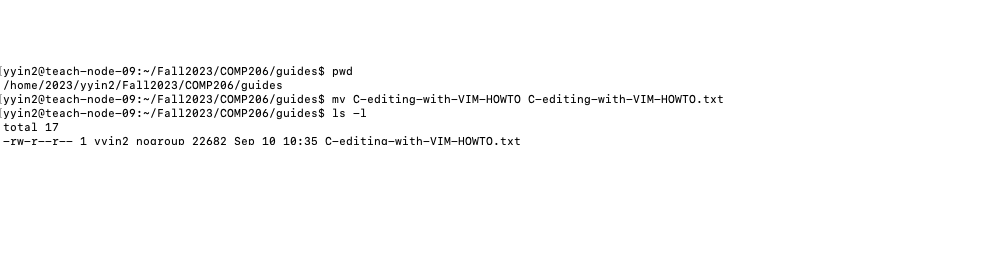 [yyin2@teach-node-09:~/Fall2023/COMP206/guides$ pwd
/home/2023/yyin2/Fall2023/COMP206/guides
[yyin2@teach-node-09:~/Fall2023/COMP206/guides$ mv C-editing-with-VIM-HOWTO C-editing-with-VIM-HOWTO.txt
[yyin2@teach-node-09:~/Fall2023/COMP206/guides$ ls -l
total 17
-rw-r--r-- 1 yyin2 nogroup 22682 Sep 10 10:35 C-editing-with-VIM-HOWTO.txt